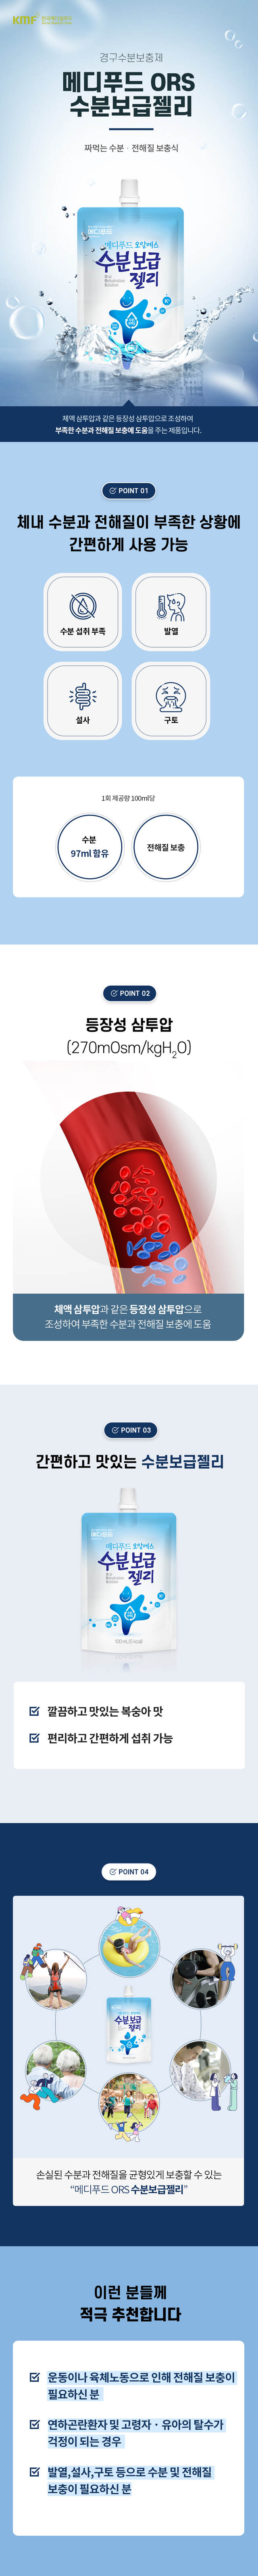 KMF
경구수분보충제
메디푸드 ORS
수분보급젤리
짜먹는 수분 · 전해질 보충식
메디푸드
메디푸드 오알에스
수분보급
젤리
Oral
Rehydration
Solution
체액 삼투압과 같은 등장성 삼투압으로 조성하여
부족한 수분과 전해질 보충에 도움을 주는 제품입니다.
POINT 01
체내 수분과 전해질이 부족한 상황에
간편하게 사용 가능
수분 섭취 부족
발열
설사
구토
1회 제공량 100ml당
수분
97ml 함유
전해질 보충
POINT 02
등장성 삼투압
(270mOsm/kgH2O)
체액 삼투압과 같은 등장성 삼투압으로
조성하여 부족한 수분과 전해질 보충에 도움
POINT 03
간편하고 맛있는 수분보급젤리
메디푸드
메디푸드 오알에스
수분보급
젤리
Oral
Rehydration
Solution
깔끔하고 맛있는 복숭아 맛
편리하고 간편하게 섭취 가능
POINT 04
수분보급
젤리
손실된 수분과 전해질을 균형있게 보충할 수 있는
“메디푸드 ORS 수분보급젤리”
이런 분들께
적극 추천합니다
운동이나 육체노동으로 인해 전해질 보충이
필요하신 분
연하곤란환자 및 고령자 · 유아의 탈수가
걱정이 되는 경우
발열,설사,구토 등으로 수분 및 전해질
보충이 필요하신 분